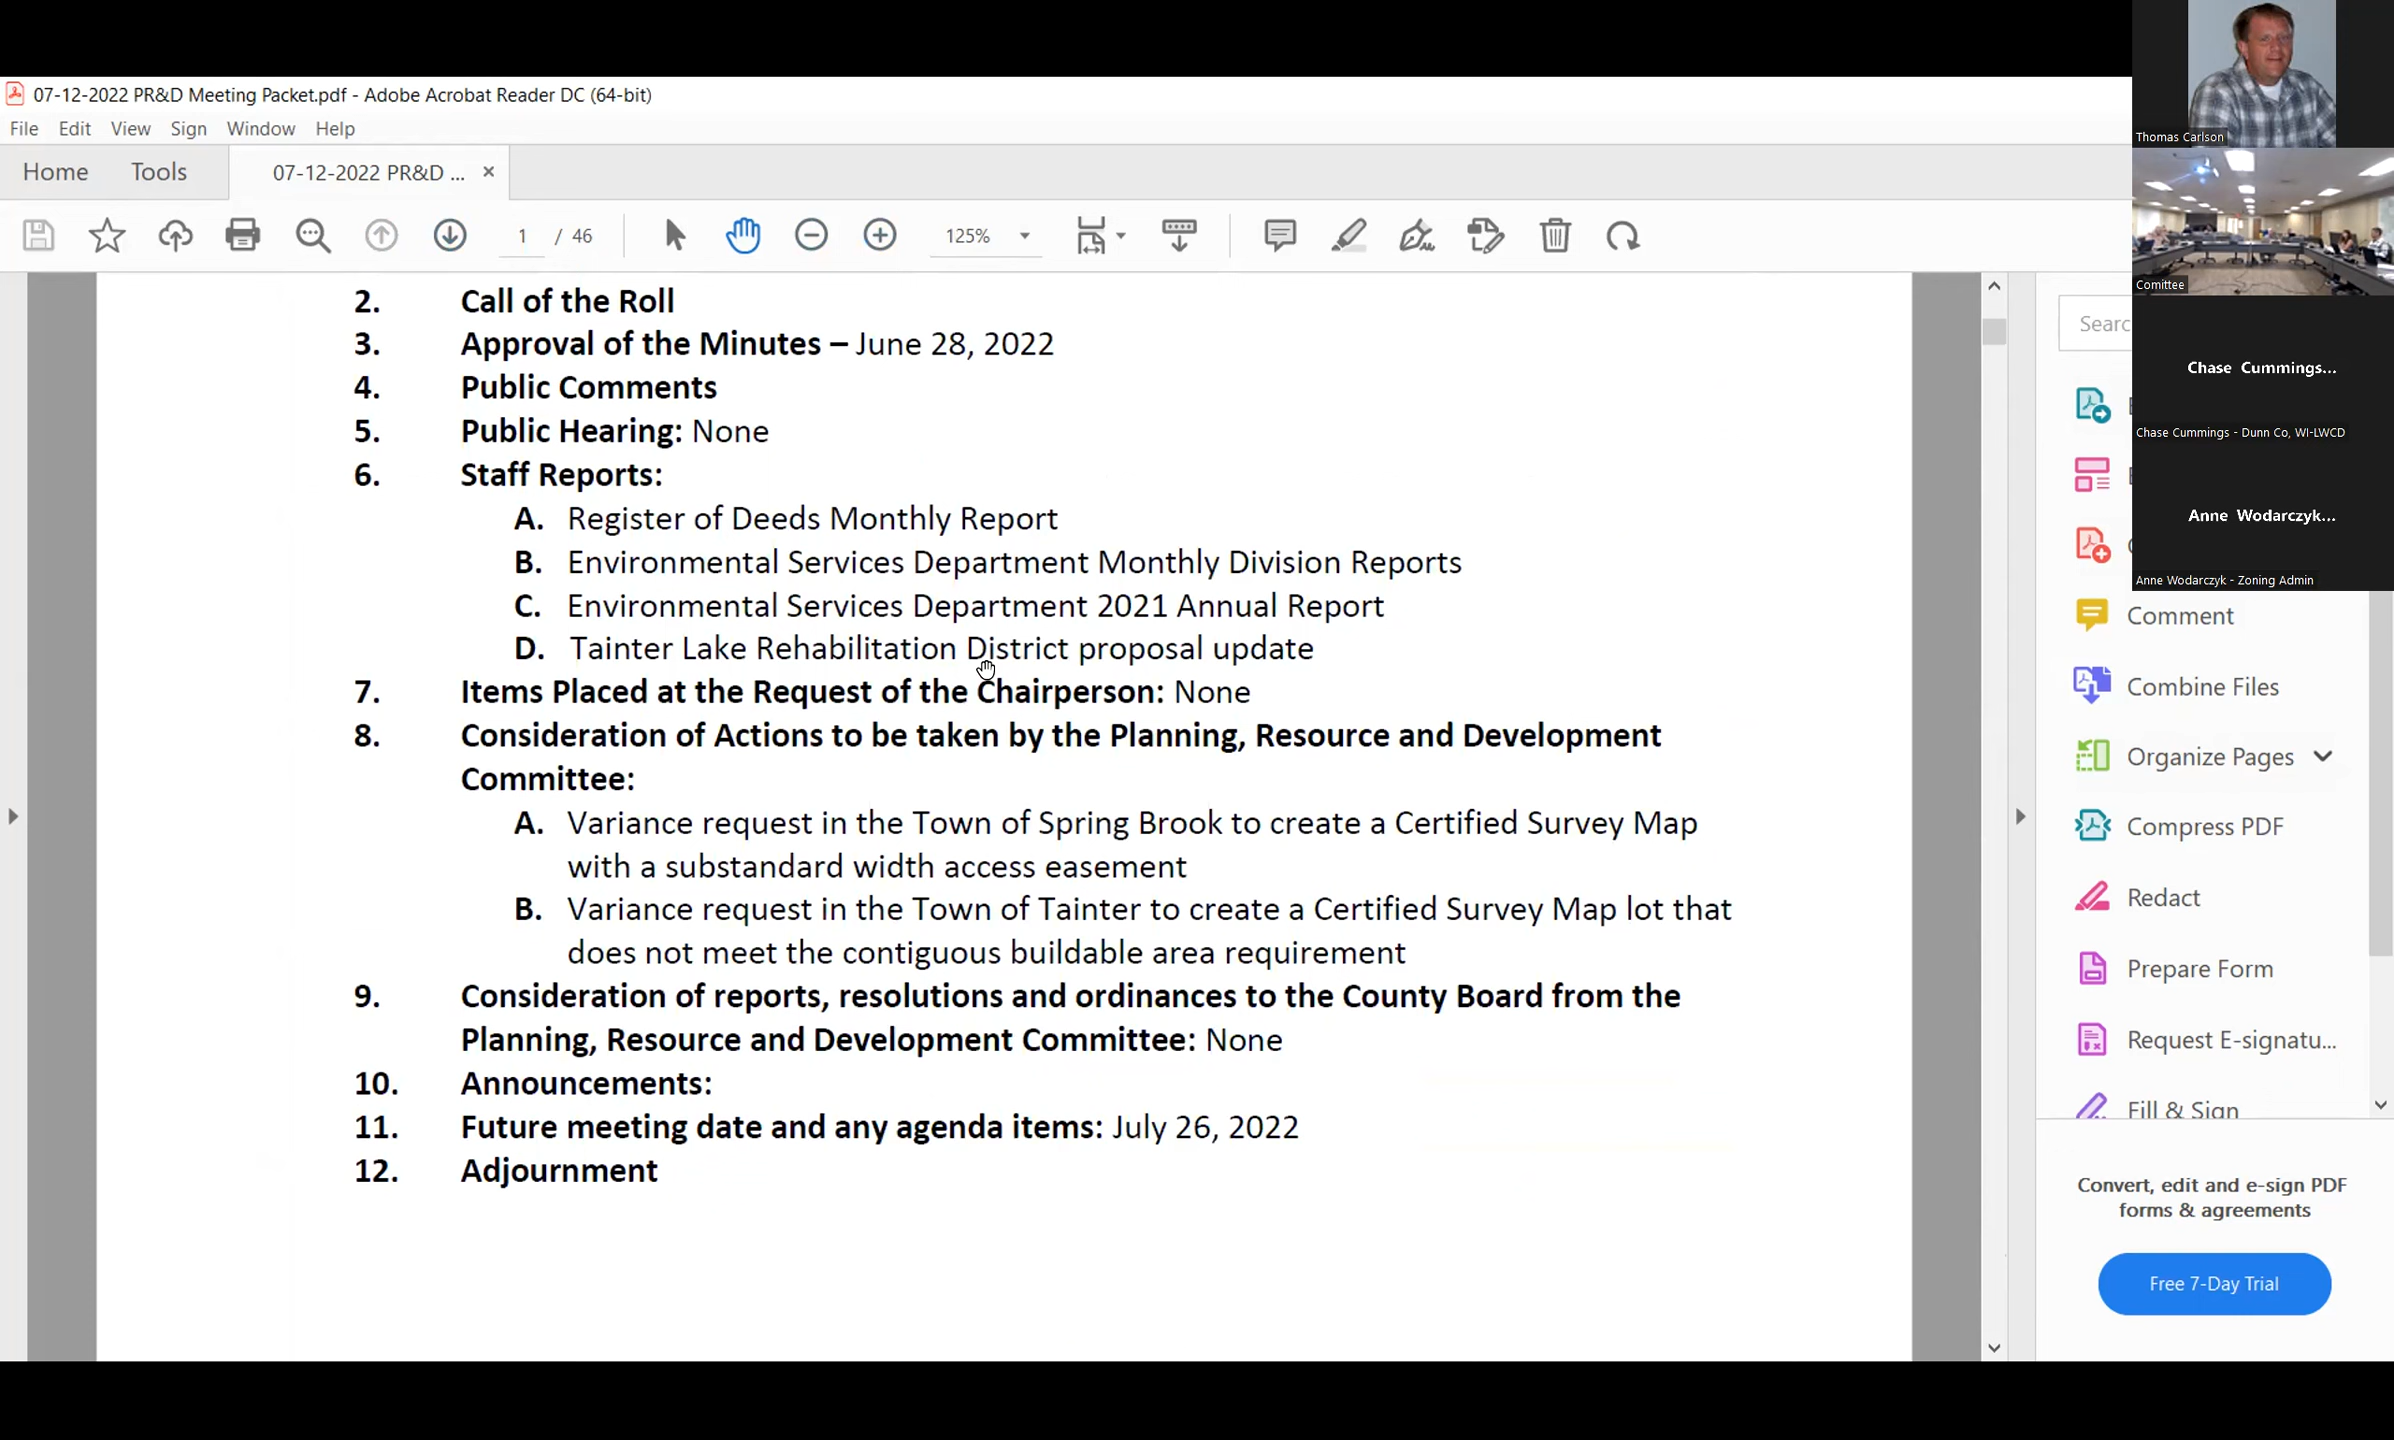 07-12-2022 PR&D Meeting Packet.pdf - Adobe Acrobat Reader DC (64-bit)
File Edit View Sign Window Help
Home Tools 07-12-2022 PR&D ... ×
1 / 46 125%
2. Call of the Roll
3. Approval of the Minutes – June 28, 2022
4. Public Comments
5. Public Hearing: None
6. Staff Reports:
A. Register of Deeds Monthly Report
B. Environmental Services Department Monthly Division Reports
C. Environmental Services Department 2021 Annual Report
D. Tainter Lake Rehabilitation District proposal update
7. Items Placed at the Request of the Chairperson: None
8. Consideration of Actions to be taken by the Planning, Resource and Development
Committee:
A. Variance request in the Town of Spring Brook to create a Certified Survey Map
with a substandard width access easement
B. Variance request in the Town of Tainter to create a Certified Survey Map lot that
does not meet the contiguous buildable area requirement
9. Consideration of reports, resolutions and ordinances to the County Board from the
Planning, Resource and Development Committee: None
10. Announcements:
11. Future meeting date and any agenda items: July 26, 2022
12. Adjournment
Thomas Carlson
Comittee
Chase Cummings...
Chase Cummings - Dunn Co, WI-LWCD
Anne Wodarczyk...
Anne Wodarczyk - Zoning Admin
Searc
Comment
Combine Files
Organize Pages
Compress PDF
Redact
Prepare Form
Request E-signatu...
Fill & Sign
Convert, edit and e-sign PDF
forms & agreements
Free 7-Day Trial